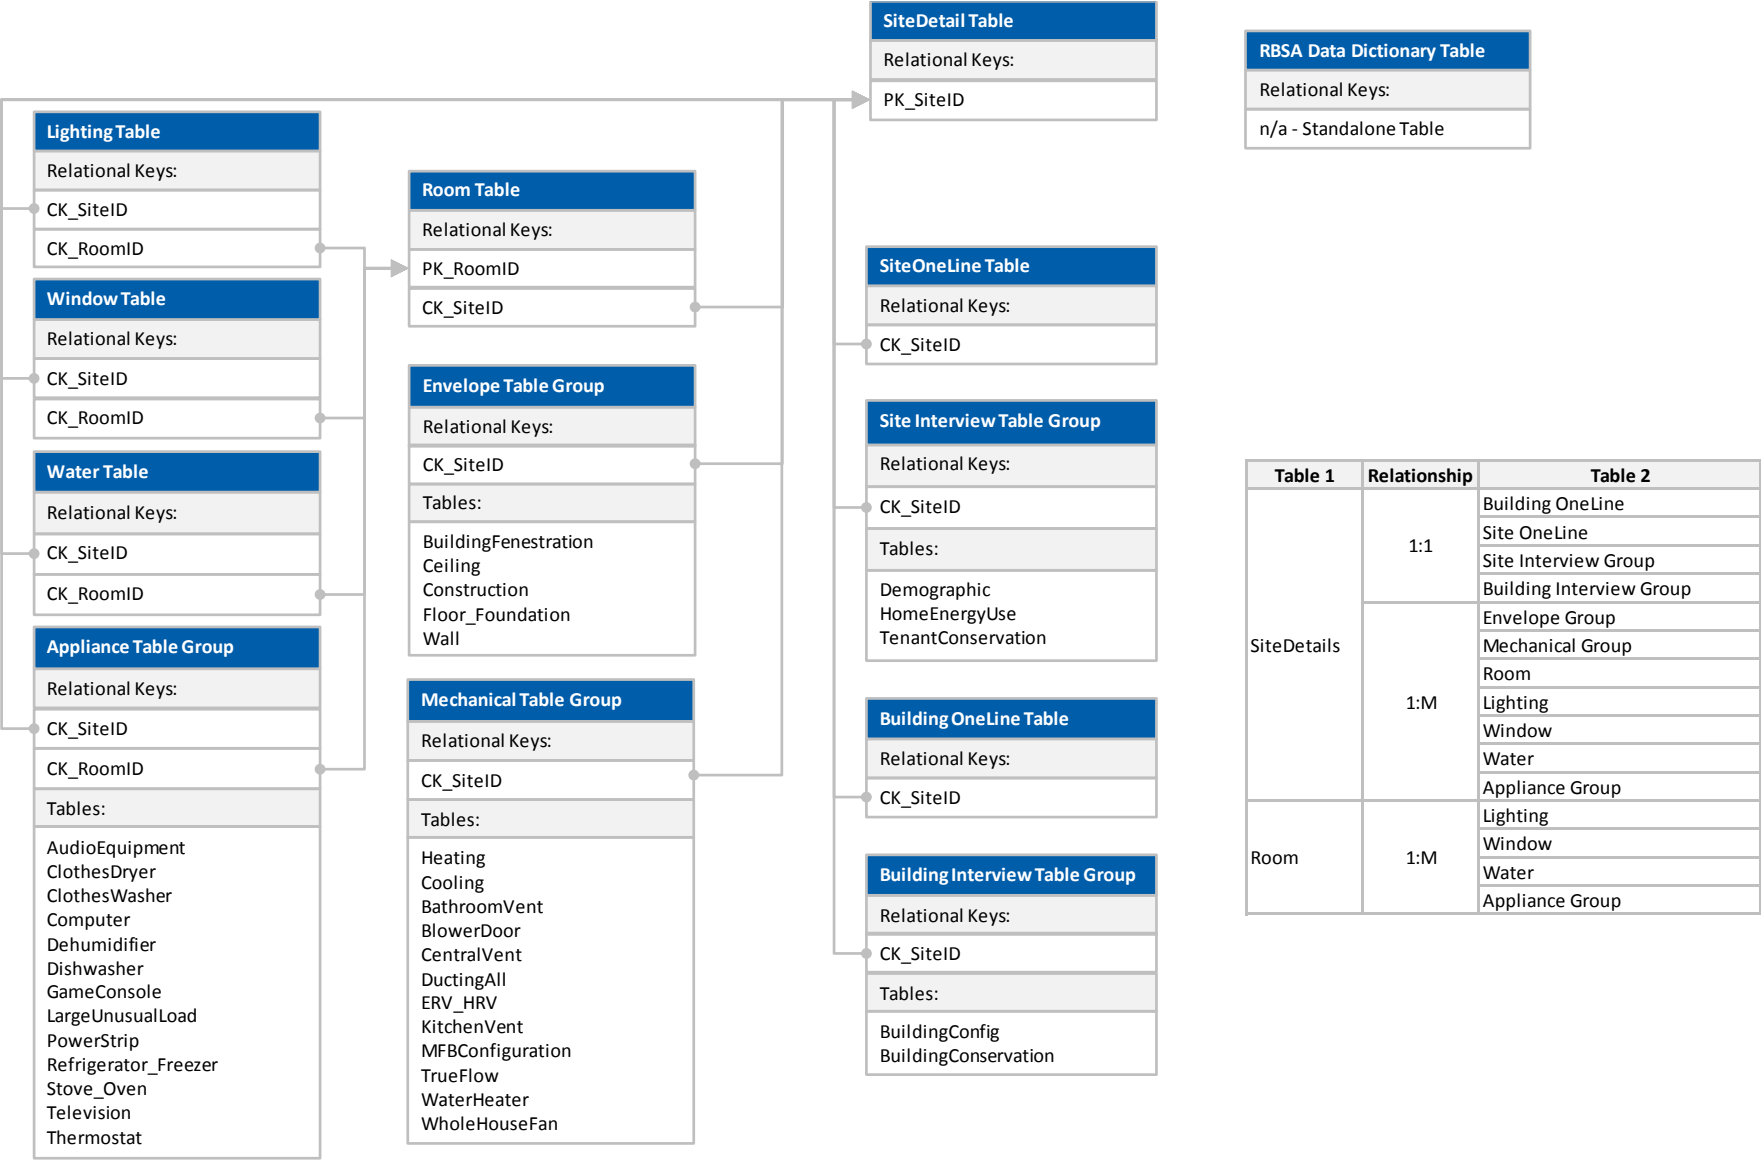 SiteDetail Table
Relational Keys:
PK_SiteID
RBSA Data Dictionary Table
Relational Keys:
n/a - Standalone Table
Lighting Table
Relational Keys:
CK_SiteID
CK_RoomID
Window Table
Relational Keys:
CK_SiteID
CK_RoomID
Water Table
Relational Keys:
CK_SiteID
CK_RoomID
Appliance Table Group
Relational Keys:
CK_SiteID
CK_RoomID
Tables:
AudioEquipment
ClothesDryer
ClothesWasher
Computer
Dehumidifier
Dishwasher
GameConsole
LargeUnusualLoad
PowerStrip
Refrigerator_Freezer
Stove_Oven
Television
Thermostat
Room Table
Relational Keys:
PK_RoomID
CK_SiteID
Envelope Table Group
Relational Keys:
CK_SiteID
Tables:
BuildingFenestration
Ceiling
Construction
Floor_Foundation
Wall
Mechanical Table Group
Relational Keys:
CK_SiteID
Tables:
Heating
Cooling
BathroomVent
BlowerDoor
CentralVent
DuctingAll
ERV_HRV
KitchenVent
MFBConfiguration
TrueFlow
WaterHeater
WholeHouseFan
SiteOneLine Table
Relational Keys:
CK_SiteID
Site Interview Table Group
Relational Keys:
CK_SiteID
Tables:
Demographic
HomeEnergyUse
TenantConservation
Building OneLine Table
Relational Keys:
CK_SiteID
Building Interview Table Group
Relational Keys:
CK_SiteID
Tables:
BuildingConfig
BuildingConservation
Table 1 Relationship Table 2
SiteDetails
1:1
Building OneLine
Site OneLine
Site Interview Group
Building Interview Group
1:M
Envelope Group
Mechanical Group
Room
Lighting
Window
Water
Appliance Group
Room
1:M
Lighting
Window
Water
Appliance Group